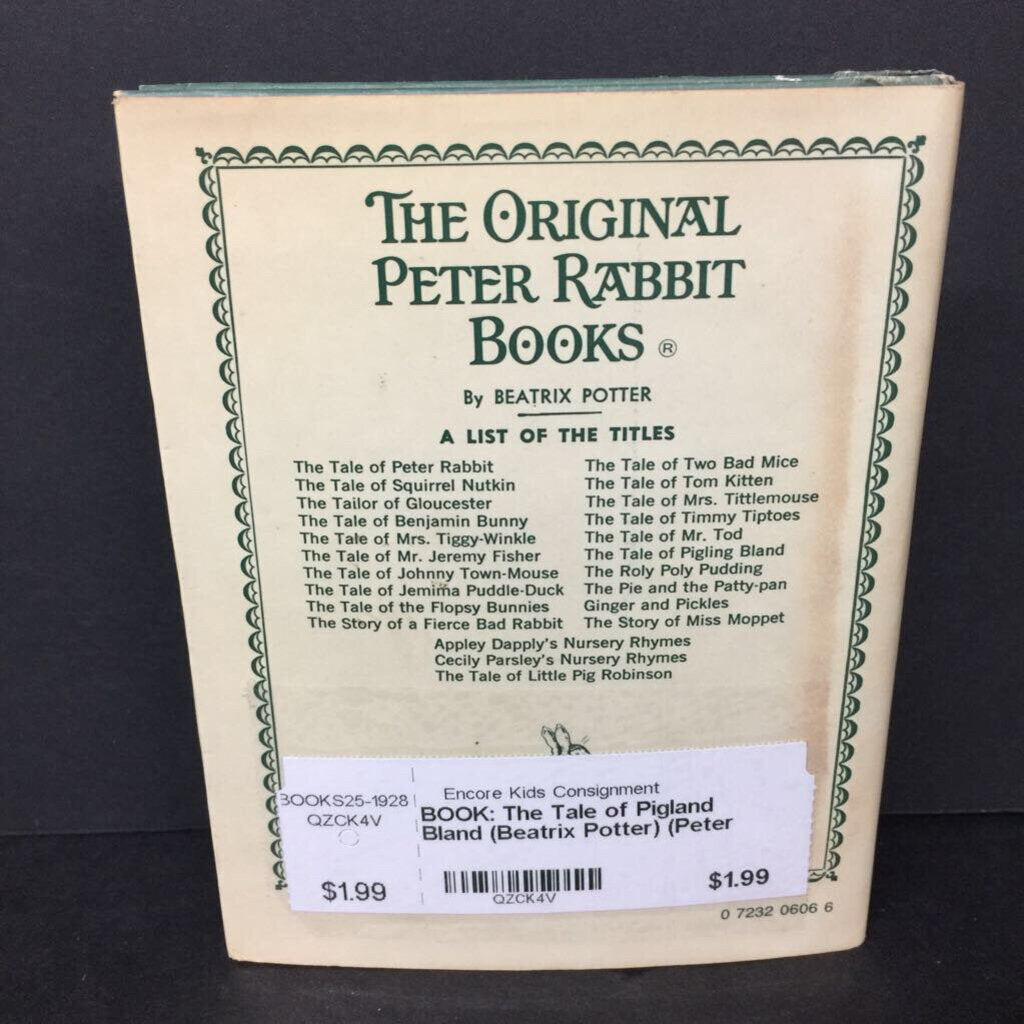 THE ORIGINAL
PETER RABBIT
BOOKS ®
By BEATRIX POTTER
A LIST OF THE TITLES
The Tale of Peter Rabbit
The Tale of Squirrel Nutkin
The Tailor of Gloucester
The Tale of Benjamin Bunny
The Tale of Mrs. Tiggy-Winkle
The Tale of Mr. Jeremy Fisher
The Tale of Johnny Town-Mouse
The Tale of Jemima Puddle-Duck
The Tale of the Flopsy Bunnies
The Story of a Fierce Bad Rabbit
The Tale of Two Bad Mice
The Tale of Tom Kitten
The Tale of Mrs. Tittlemouse
The Tale of Timmy Tiptoes
The Tale of Mr. Tod
The Tale of Pigling Bland
The Roly Poly Pudding
The Pie and the Patty-pan
Ginger and Pickles
The Story of Miss Moppet
Appley Dapply's Nursery Rhymes
Cecily Parsley's Nursery Rhymes
The Tale of Little Pig Robinson
BOOKS25-1928
QZCK4V
$1.99
Encore Kids Consignment
BOOK: The Tale of Pigland
Bland (Beatrix Potter) (Peter
QZCK4V
$1.99
0 7232 0606 6